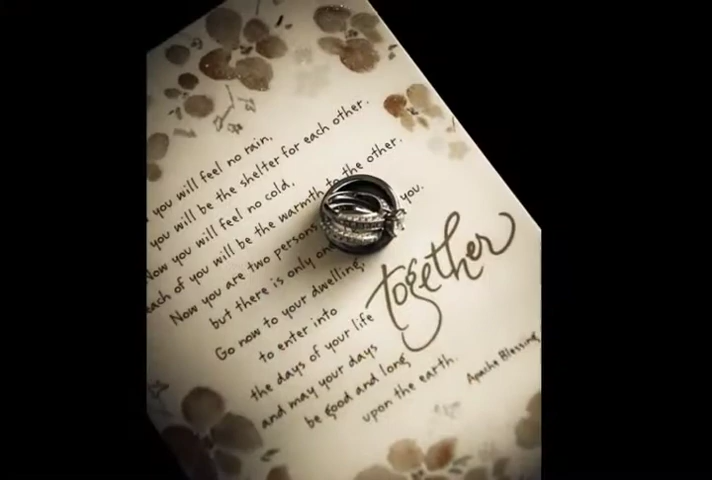 you will feel no rain,
you will be the shelter for each other.
Now you will feel no cold,
each of you will be the warmth to the other.
Now you are two persons, you.
but there is only one
Go now to your dwelling,
to enter into
the days of your life
together
and may your days
be good and long
upon the earth.
Apache Blessing